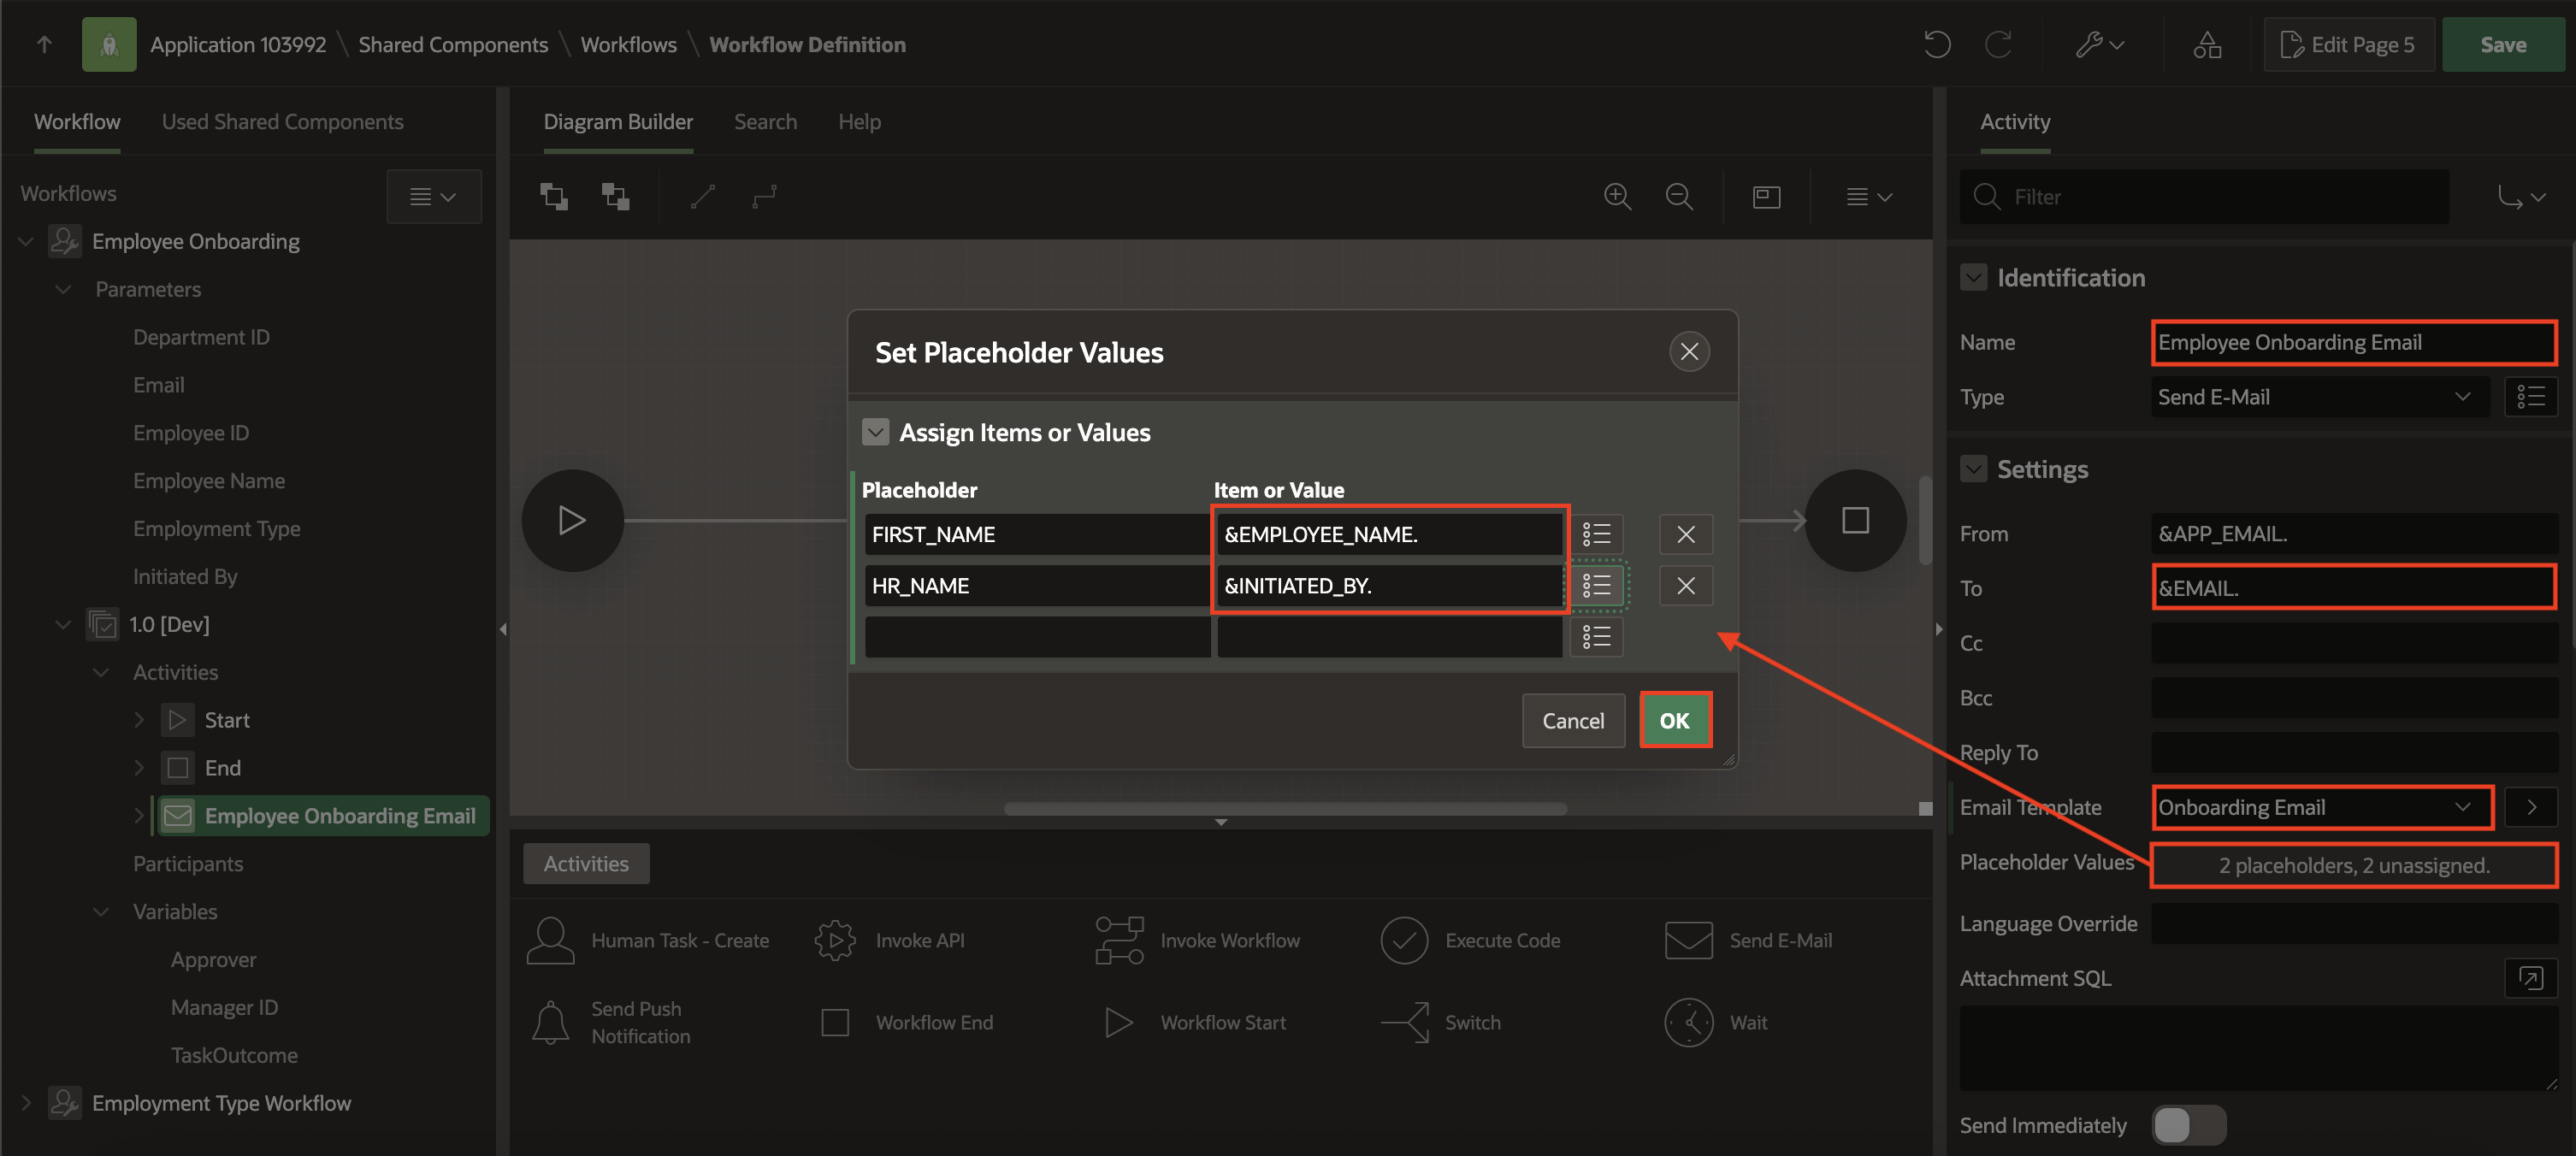 Application 103992 \ Shared Components \ Workflows \ Workflow Definition
Edit Page 5
Save
Workflow
Used Shared Components
Workflows
Employee Onboarding
Parameters
Department ID
Email
Employee ID
Employee Name
Employment Type
Initiated By
1.0 [Dev]
Activities
Start
End
Employee Onboarding Email
Participants
Variables
Approver
Manager ID
TaskOutcome
Employment Type Workflow
Diagram Builder
Search
Help
Set Placeholder Values
Assign Items or Values
Placeholder
Item or Value
FIRST_NAME
&EMPLOYEE_NAME.
HR_NAME
&INITIATED_BY.
Cancel
OK
Activities
Human Task - Create
Invoke API
Invoke Workflow
Execute Code
Send E-Mail
Send Push
Notification
Workflow End
Workflow Start
Switch
Wait
Activity
Filter
Identification
Name
Employee Onboarding Email
Type
Send E-Mail
Settings
From
&APP_EMAIL.
To
&EMAIL.
Cc
Bcc
Reply To
Email Template
Onboarding Email
Placeholder Values
2 placeholders, 2 unassigned.
Language Override
Attachment SQL
Send Immediately